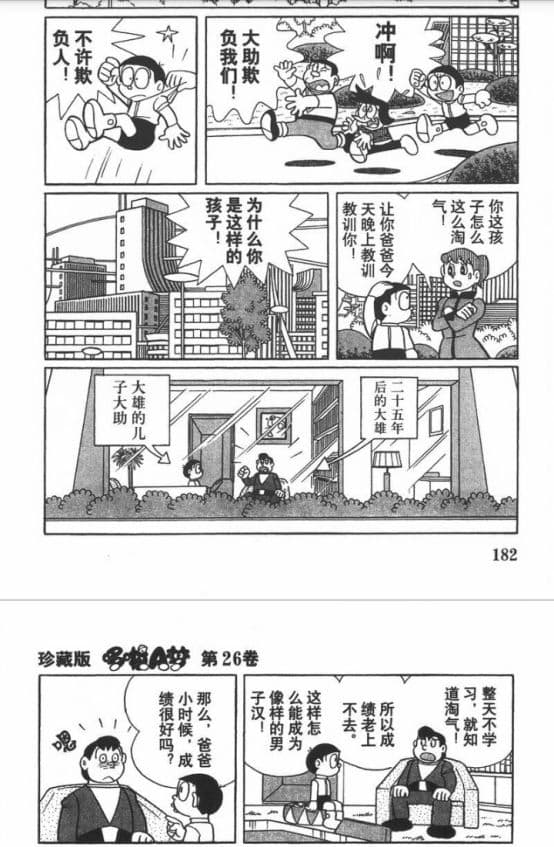 冲啊！
大助欺
负我们！
不许欺
负人！
你这孩
子怎么
这么淘
气！
让你爸爸今
天晚上教训
教训你！
为什么你
是这样的
孩子！
二十五年
后的大雄
大雄的儿
子大助
182
珍藏版 哆啦A梦 第26卷
整天不学
习，就知
道淘气！
所以成
绩老上
不去。
这样怎
么能成为
像样的男
子汉！
那么，爸爸
小时候，成
绩很好吗？
嗯